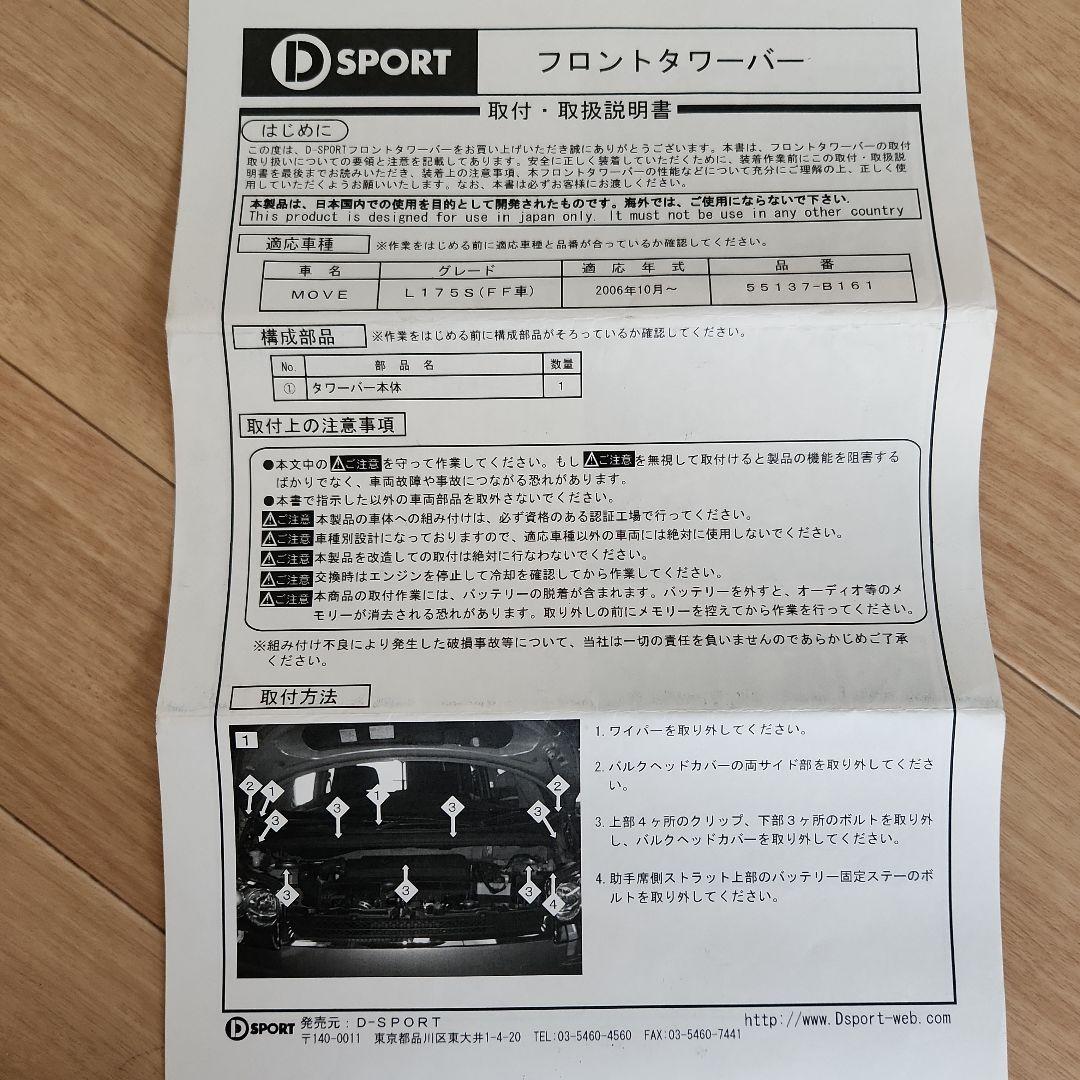 D SPORT フロントタワーバー
取付・取扱説明書
はじめに
この度は、D-SPORTフロントタワーバーをお買い上げいただき誠にありがとうございます。本書は、フロントタワーバーの取付
取り扱いについての要領と注意を記載してあります。安全に正しく装着していただくために、装着作業前にこの取付・取扱説
明書を最後までお読みいただき、装着上の注意事項、本フロントタワーバーの性能などについて充分にご理解の上、正しく使
用していただくようお願いいたします。なお、本書は必ずお客様にお渡しください。
本製品は、日本国内での使用を目的として開発されたものです。海外では、ご使用にならないで下さい.
This product is designed for use in japan only. It must not be use in any other country
適応車種 ※作業をはじめる前に適応車種と品番が合っているか確認してください。
車 名 グレード 適 応 年 式 品 番
MOVE L175S(FF車) 2006年10月～ 55137-B161
構成部品 ※作業をはじめる前に構成部品がそろっているか確認してください。
No. 部 品 名 数量
① タワーバー本体 1
取付上の注意事項
●本文中の⚠ご注意を守って作業してください。もし⚠ご注意を無視して取付けると製品の機能を阻害する
ばかりでなく、車両故障や事故につながる恐れがあります。
●本書で指示した以外の車両部品を取外さないでください。
⚠ご注意 本製品の車体への組み付けは、必ず資格のある認証工場で行ってください。
⚠ご注意 車種別設計になっておりますので、適応車種以外の車両には絶対に使用しないでください。
⚠ご注意 本製品を改造しての取付は絶対に行なわないでください。
⚠ご注意 交換時はエンジンを停止して冷却を確認してから作業してください。
⚠ご注意 本商品の取付作業には、バッテリーの脱着が含まれます。バッテリーを外すと、オーディオ等のメ
モリーが消去される恐れがあります。取り外しの前にメモリーを控えてから作業を行ってください。
※組み付け不良により発生した破損事故等について、当社は一切の責任を負いませんのであらかじめご了承
ください。
取付方法
1
2 1 3 1 3 3 2
3
3 3 3 4
1. ワイパーを取り外してください。
2. バルクヘッドカバーの両サイド部を取り外してくださ
い。
3. 上部４ヶ所のクリップ、下部３ヶ所のボルトを取り外
し、バルクヘッドカバーを取り外してください。
4. 助手席側ストラット上部のバッテリー固定ステーのボ
ルトを取り外してください。
D SPORT 発売元：D-SPORT http://www.Dsport-web.com
〒140-0011 東京都品川区東大井1-4-20 TEL:03-5460-4560 FAX:03-5460-7441